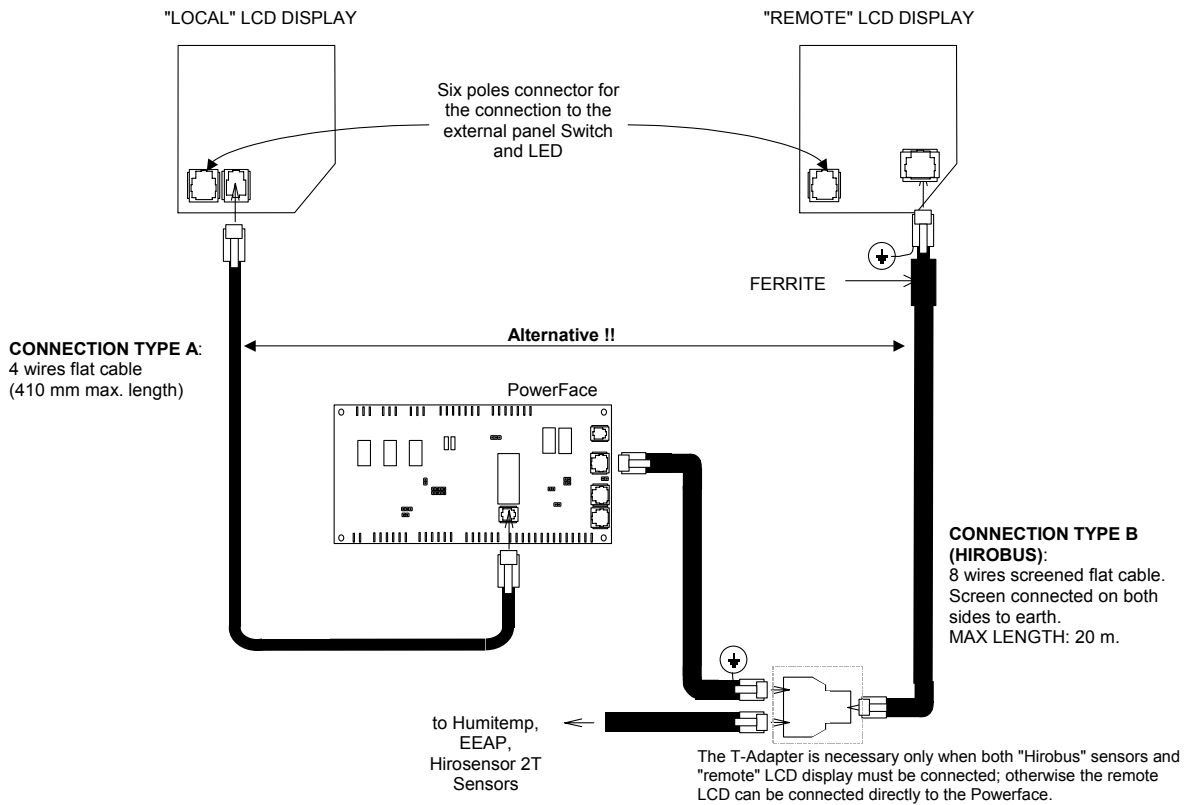 "LOCAL" LCD DISPLAY
"REMOTE" LCD DISPLAY
Six poles connector for
the connection to the
external panel Switch
and LED
FERRITE
Alternative !!
CONNECTION TYPE A:
4 wires flat cable
(410 mm max. length)
PowerFace
CONNECTION TYPE B
(HIROBUS):
8 wires screened flat cable.
Screen connected on both
sides to earth.
MAX LENGTH: 20 m.
to Humitemp,
EEAP,
Hirosensor 2T
Sensors
The T-Adapter is necessary only when both "Hirobus" sensors and
"remote" LCD display must be connected; otherwise the remote
LCD can be connected directly to the Powerface.